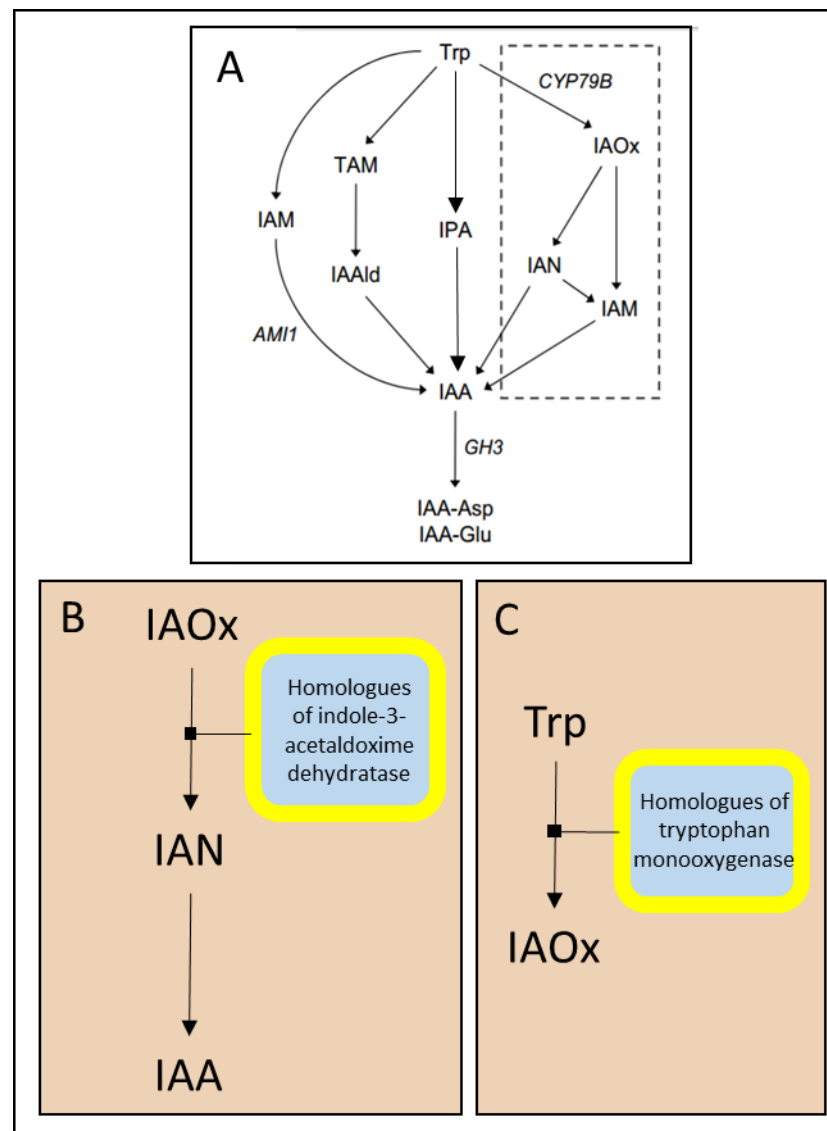 A
Trp
CYP79B
IAOx
TAM
IAM
IPA
IAN
IAAld
IAM
AMI1
IAA
GH3
IAA-Asp
IAA-Glu
B
IAOx
Homologues
of indole-3-
acetaldoxime
dehydratase
IAN
IAA
C
Trp
Homologues of
tryptophan
monooxygenase
IAOx